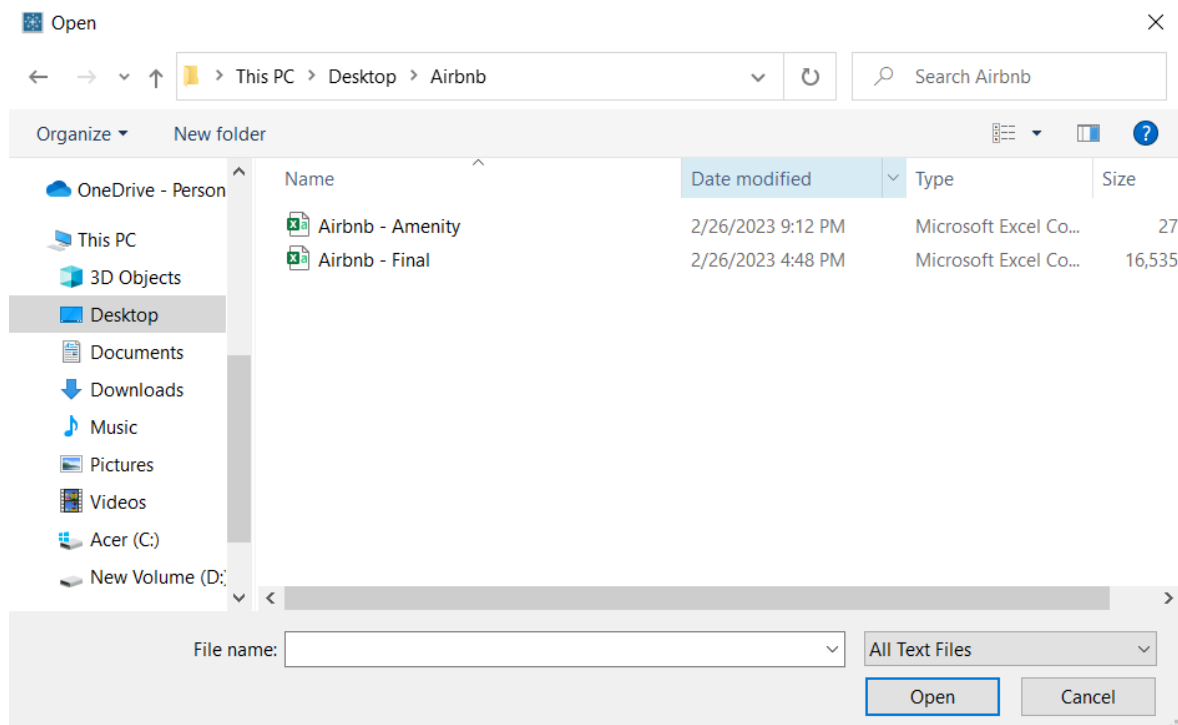 Open
This PC > Desktop > Airbnb
Search Airbnb
Organize
New folder
?
Name
Date modified
Type
Size
OneDrive - Person
This PC
3D Objects
Desktop
Documents
Downloads
Music
Pictures
Videos
Acer (C:)
New Volume (D:
Airbnb - Amenity 2/26/2023 9:12 PM Microsoft Excel Co... 27
Airbnb - Final 2/26/2023 4:48 PM Microsoft Excel Co... 16,535
File name:
All Text Files
Open
Cancel